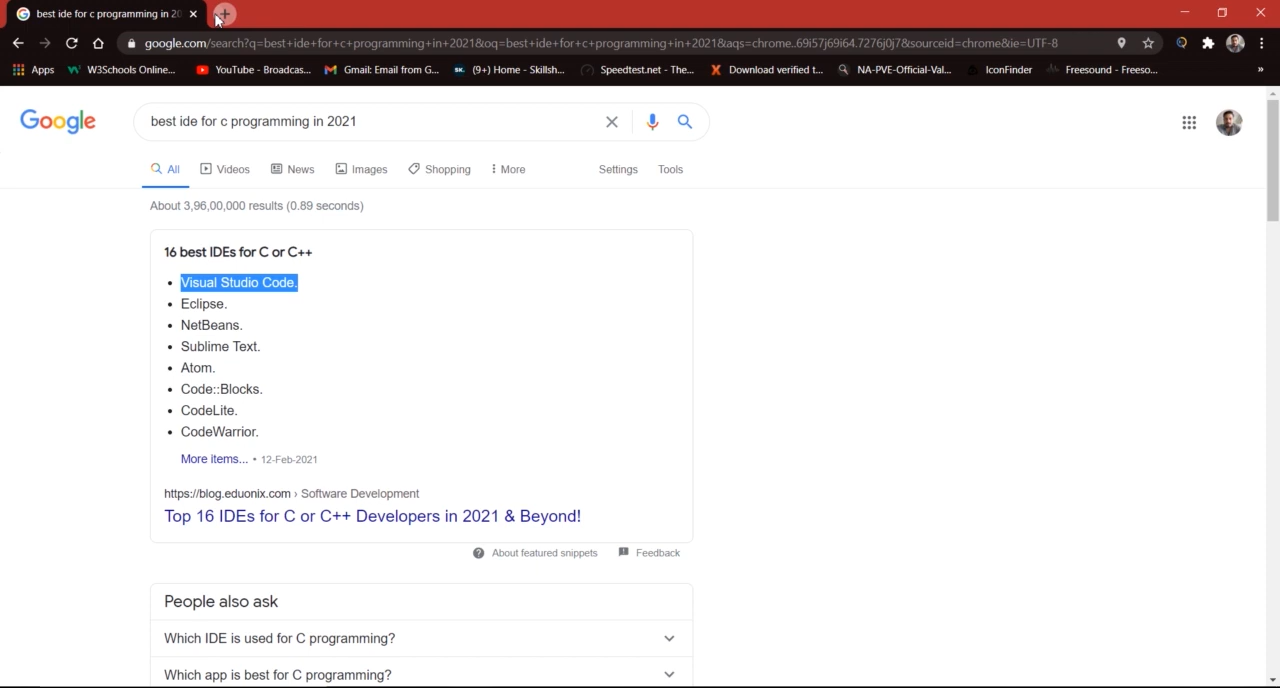 best ide for c programming in 20
google.com/search?q=best+ide+for+c+programming+in+2021&oq=best+ide+for+c+programming+in+2021&aqs=chrome..69i57j69i64.7276j0j7&sourceid=chrome&ie=UTF-8
Apps W3Schools Online... YouTube - Broadcas... Gmail: Email from G... SK. (9+) Home - Skillsh... Speedtest.net - The... Download verified t... NA-PVE-Official-Val... IconFinder Freesound - Freeso... »
Google best ide for c programming in 2021
All Videos News Images Shopping More Settings Tools
About 3,96,00,000 results (0.89 seconds)
16 best IDEs for C or C++
• Visual Studio Code.
• Eclipse.
• NetBeans.
• Sublime Text.
• Atom.
• Code::Blocks.
• CodeLite.
• CodeWarrior.
More items... • 12-Feb-2021
https://blog.eduonix.com › Software Development
Top 16 IDEs for C or C++ Developers in 2021 & Beyond!
About featured snippets Feedback
People also ask
Which IDE is used for C programming?
Which app is best for C programming?